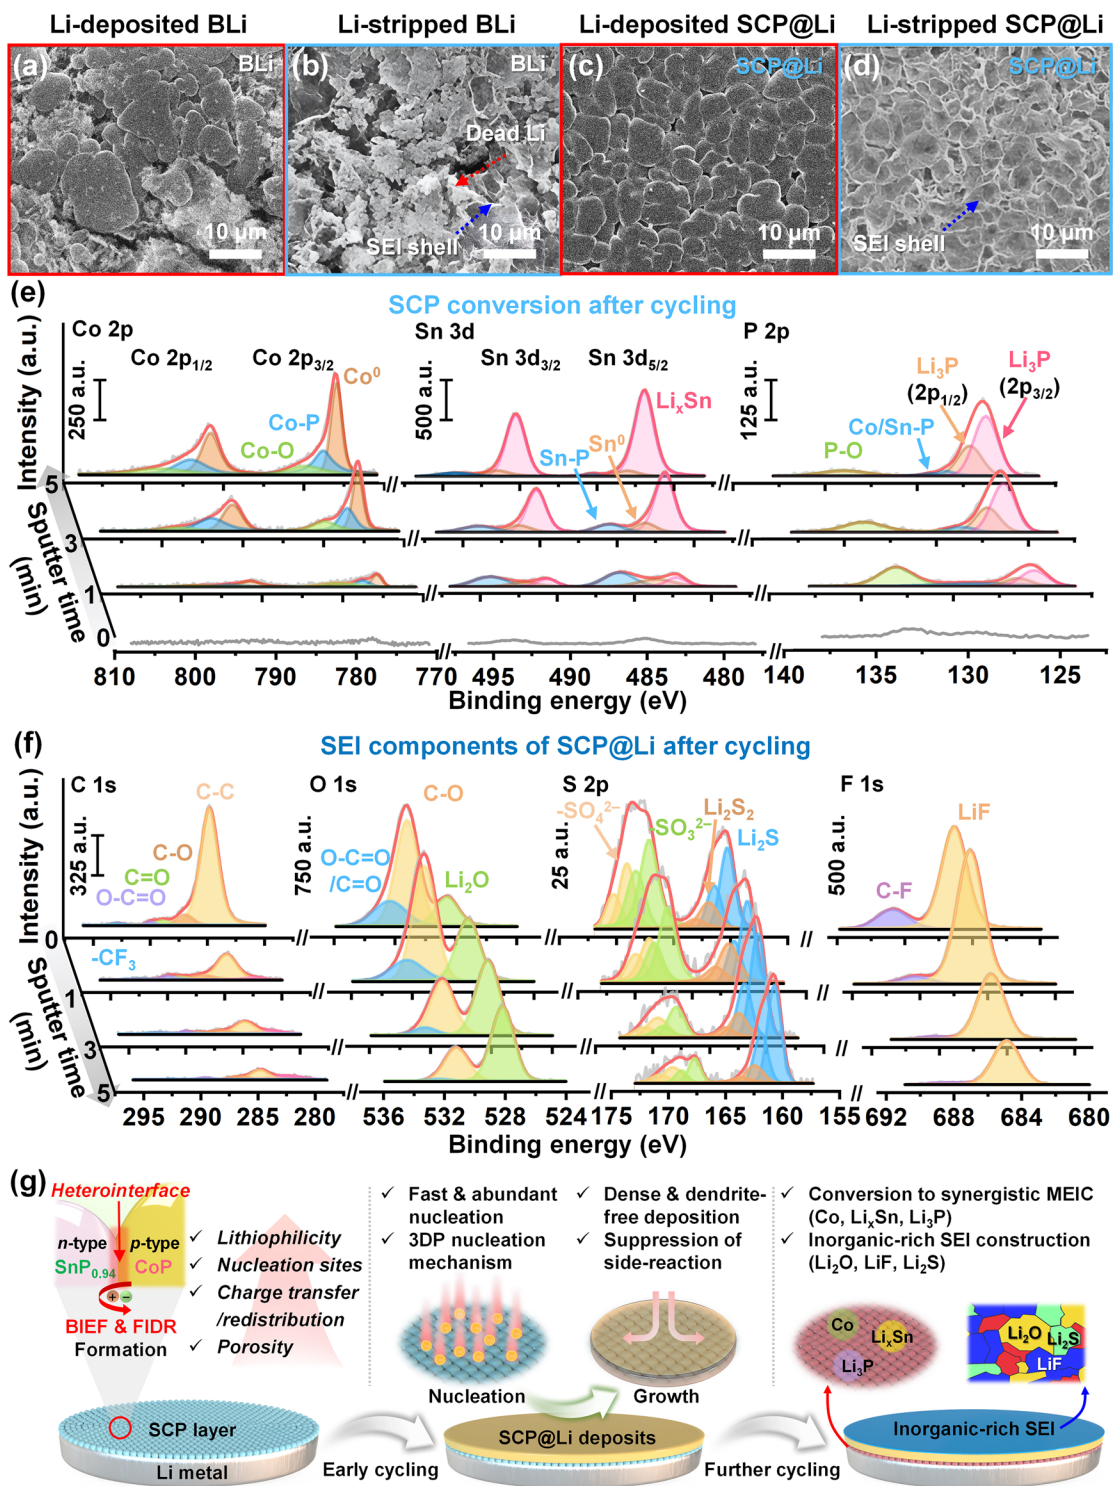 Li-deposited BLi
Li-stripped BLi
Li-deposited SCP@Li
Li-stripped SCP@Li
(a)
BLi
10 μm
(b)
BLi
Dead Li
SEI shell
10 μm
(c)
SCP@Li
10 μm
(d)
SCP@Li
SEI shell
10 μm
(e)
SCP conversion after cycling
Intensity (a.u.)
Sputter time
(min)
Co 2p
Co 2p1/2
Co 2p3/2
250 a.u.
Co⁰
Co-P
Co-O
Sn 3d
Sn 3d3/2
Sn 3d5/2
500 a.u.
LixSn
Sn⁰
Sn-P
P 2p
125 a.u.
Li3P
(2p1/2)
Li3P
(2p3/2)
Co/Sn-P
P-O
5
3
1
0
810 800 790 780 770 // 495 490 485 480 // 140 135 130 125
Binding energy (eV)
(f)
SEI components of SCP@Li after cycling
Intensity (a.u.)
Sputter time
(min)
C 1s
325 a.u.
C-C
C-O
C=O
O-C=O
-CF3
O 1s
750 a.u.
C-O
O-C=O
/C=O
Li2O
S 2p
25 a.u.
-SO4²⁻
-SO3²⁻
Li2S2
Li2S
F 1s
500 a.u.
LiF
C-F
0
1
3
5
295 290 285 280 // 536 532 528 524 // 175 170 165 160 155 // 692 688 684 680
Binding energy (eV)
(g)
Heterointerface
n-type
p-type
SnP0.94
CoP
+ −
BIEF & FIDR
Formation
✓ Lithiophilicity
✓ Nucleation sites
✓ Charge transfer
/redistribution
✓ Porosity
SCP layer
Li metal
Early cycling
✓ Fast & abundant
nucleation
✓ 3DP nucleation
mechanism
✓ Dense & dendrite-
free deposition
✓ Suppression of
side-reaction
Nucleation
Growth
SCP@Li deposits
Further cycling
✓ Conversion to synergistic MEIC
(Co, LixSn, Li3P)
✓ Inorganic-rich SEI construction
(Li2O, LiF, Li2S)
Co
LixSn
Li3P
Li2O
Li2S
LiF
Inorganic-rich SEI